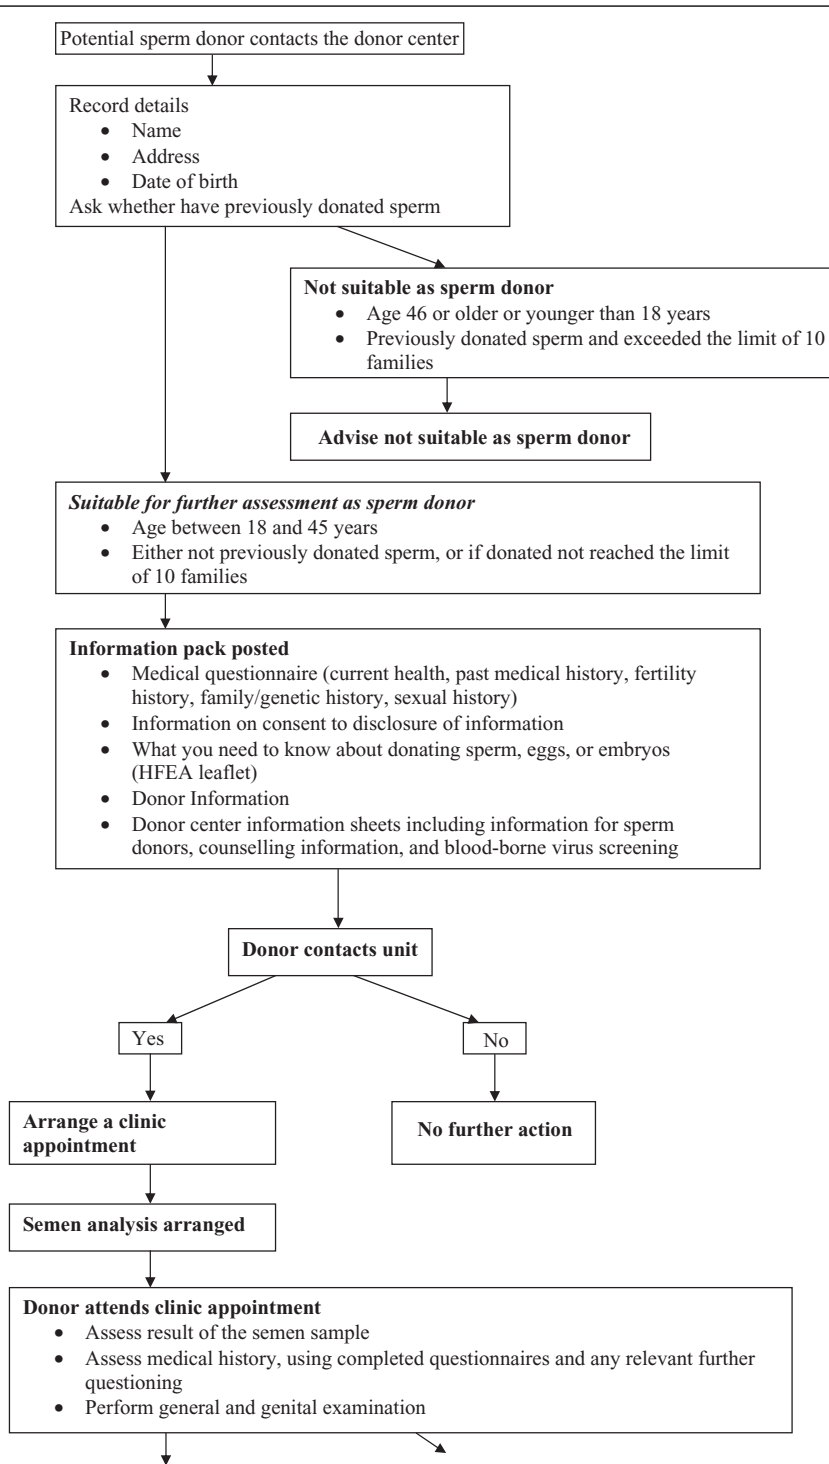 Potential sperm donor contacts the donor center
Record details
• Name
• Address
• Date of birth
Ask whether have previously donated sperm
Not suitable as sperm donor
• Age 46 or older or younger than 18 years
• Previously donated sperm and exceeded the limit of 10
families
Advise not suitable as sperm donor
Suitable for further assessment as sperm donor
• Age between 18 and 45 years
• Either not previously donated sperm, or if donated not reached the limit
of 10 families
Information pack posted
• Medical questionnaire (current health, past medical history, fertility
history, family/genetic history, sexual history)
• Information on consent to disclosure of information
• What you need to know about donating sperm, eggs, or embryos
(HFEA leaflet)
• Donor Information
• Donor center information sheets including information for sperm
donors, counselling information, and blood-borne virus screening
Donor contacts unit
Yes
No
Arrange a clinic
appointment
No further action
Semen analysis arranged
Donor attends clinic appointment
• Assess result of the semen sample
• Assess medical history, using completed questionnaires and any relevant further
questioning
• Perform general and genital examination